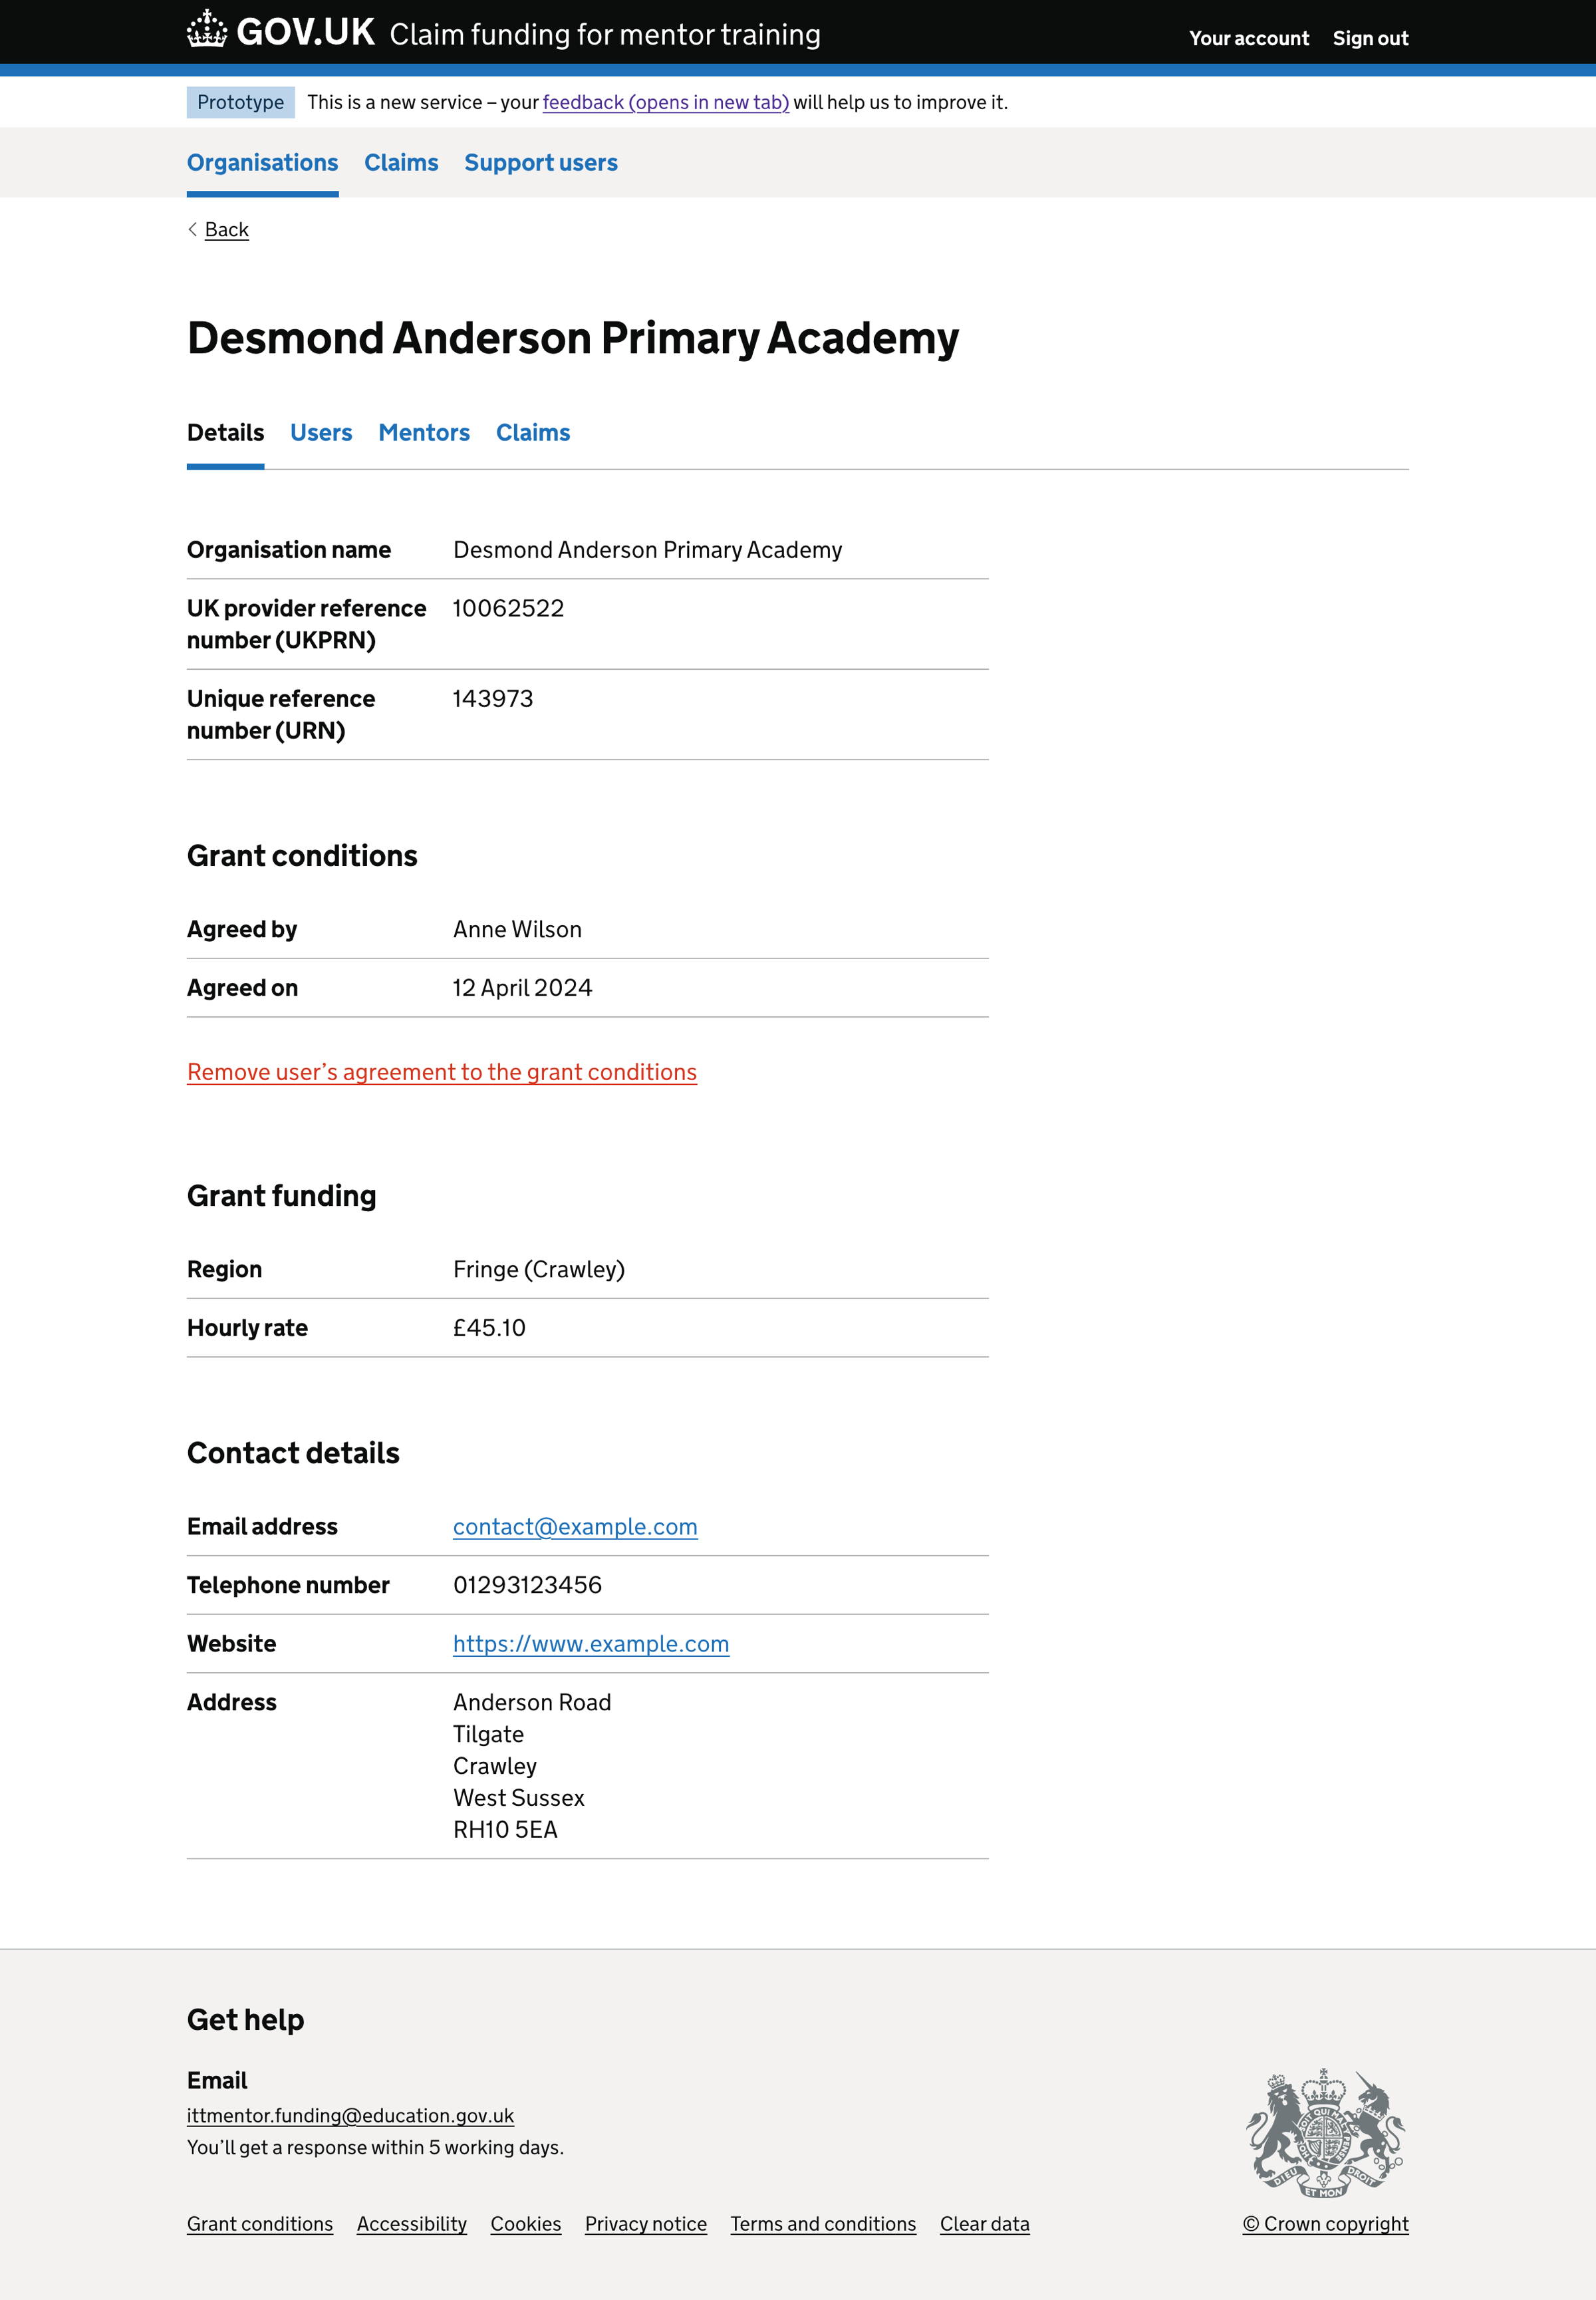 GOV.UK Claim funding for mentor training
Your account Sign out
Prototype This is a new service – your feedback (opens in new tab) will help us to improve it.
Organisations Claims Support users
Back
Desmond Anderson Primary Academy
Details Users Mentors Claims
Organisation name Desmond Anderson Primary Academy
UK provider reference 10062522
number (UKPRN)
Unique reference 143973
number (URN)
Grant conditions
Agreed by Anne Wilson
Agreed on 12 April 2024
Remove user’s agreement to the grant conditions
Grant funding
Region Fringe (Crawley)
Hourly rate £45.10
Contact details
Email address contact@example.com
Telephone number 01293123456
Website https://www.example.com
Address Anderson Road
Tilgate
Crawley
West Sussex
RH10 5EA
Get help
Email
ittmentor.funding@education.gov.uk
You’ll get a response within 5 working days.
DIEU ET MON DROIT
Grant conditions Accessibility Cookies Privacy notice Terms and conditions Clear data
© Crown copyright